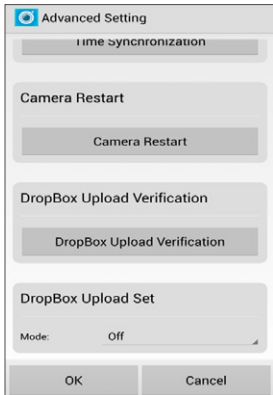 Advanced Setting
Time Synchronization
Camera Restart
Camera Restart
DropBox Upload Verification
DropBox Upload Verification
DropBox Upload Set
Mode: Off
OK Cancel